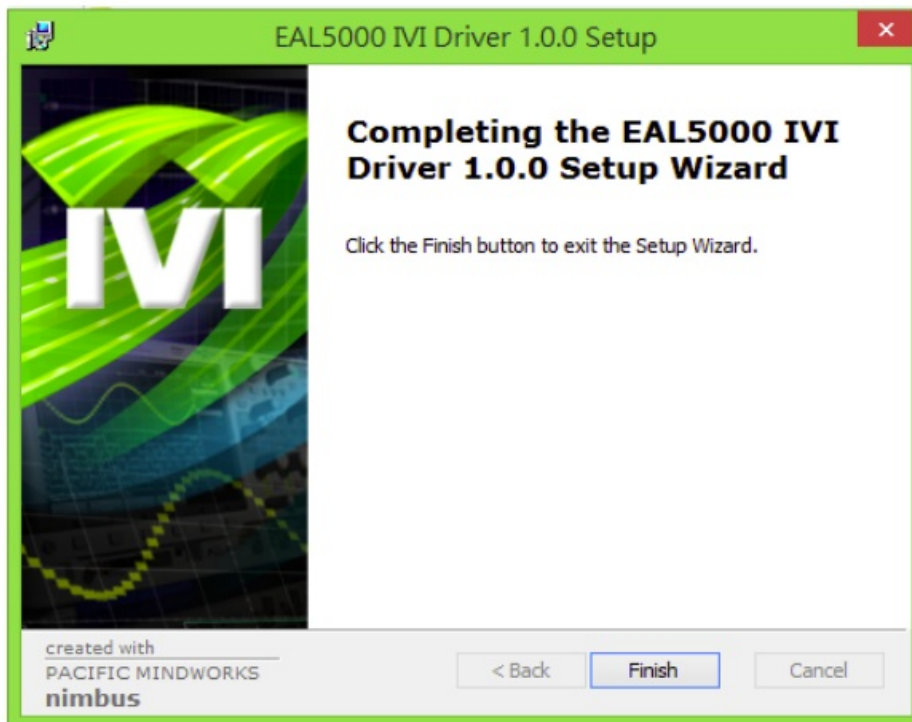 EAL5000 IVI Driver 1.0.0 Setup
IVI
Completing the EAL5000 IVI
Driver 1.0.0 Setup Wizard
Click the Finish button to exit the Setup Wizard.
created with
PACIFIC MINDWORKS
nimbus
< Back
Finish
Cancel